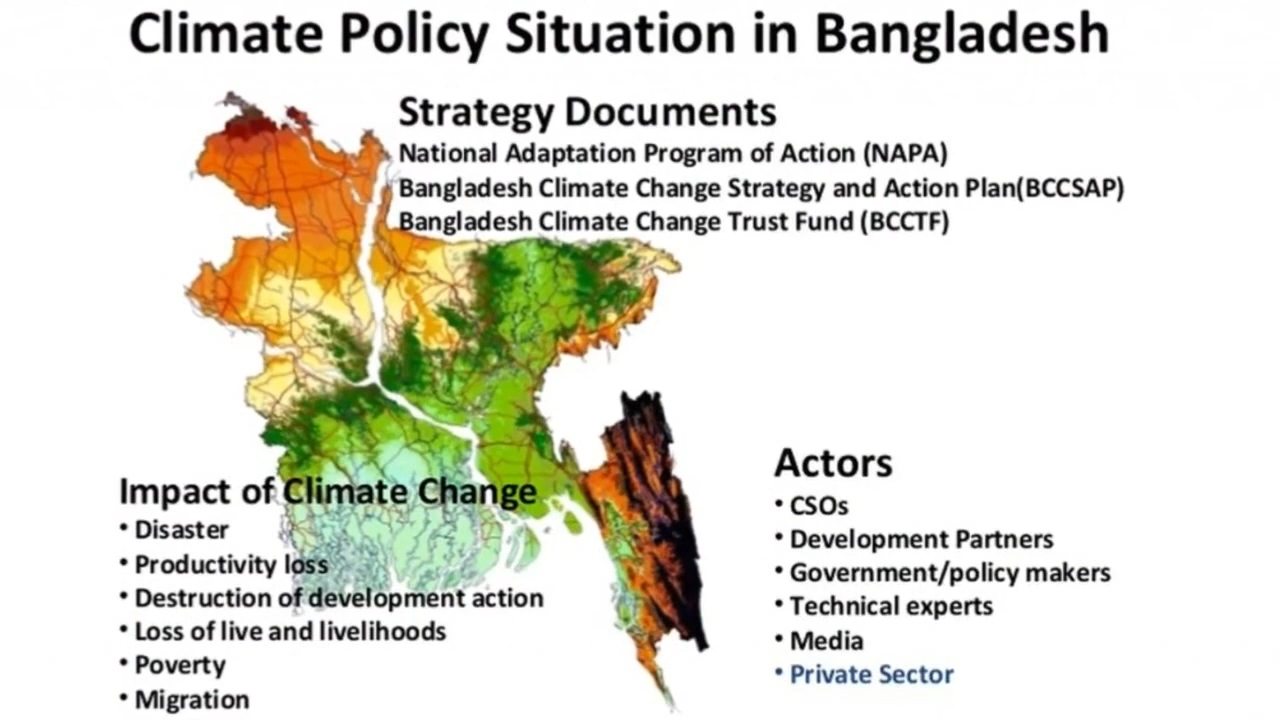 Climate Policy Situation in Bangladesh
Strategy Documents
National Adaptation Program of Action (NAPA)
Bangladesh Climate Change Strategy and Action Plan(BCCSAP)
Bangladesh Climate Change Trust Fund (BCCTF)
Impact of Climate Change
• Disaster
• Productivity loss
• Destruction of development action
• Loss of live and livelihoods
• Poverty
• Migration
Actors
• CSOs
• Development Partners
• Government/policy makers
• Technical experts
• Media
• Private Sector